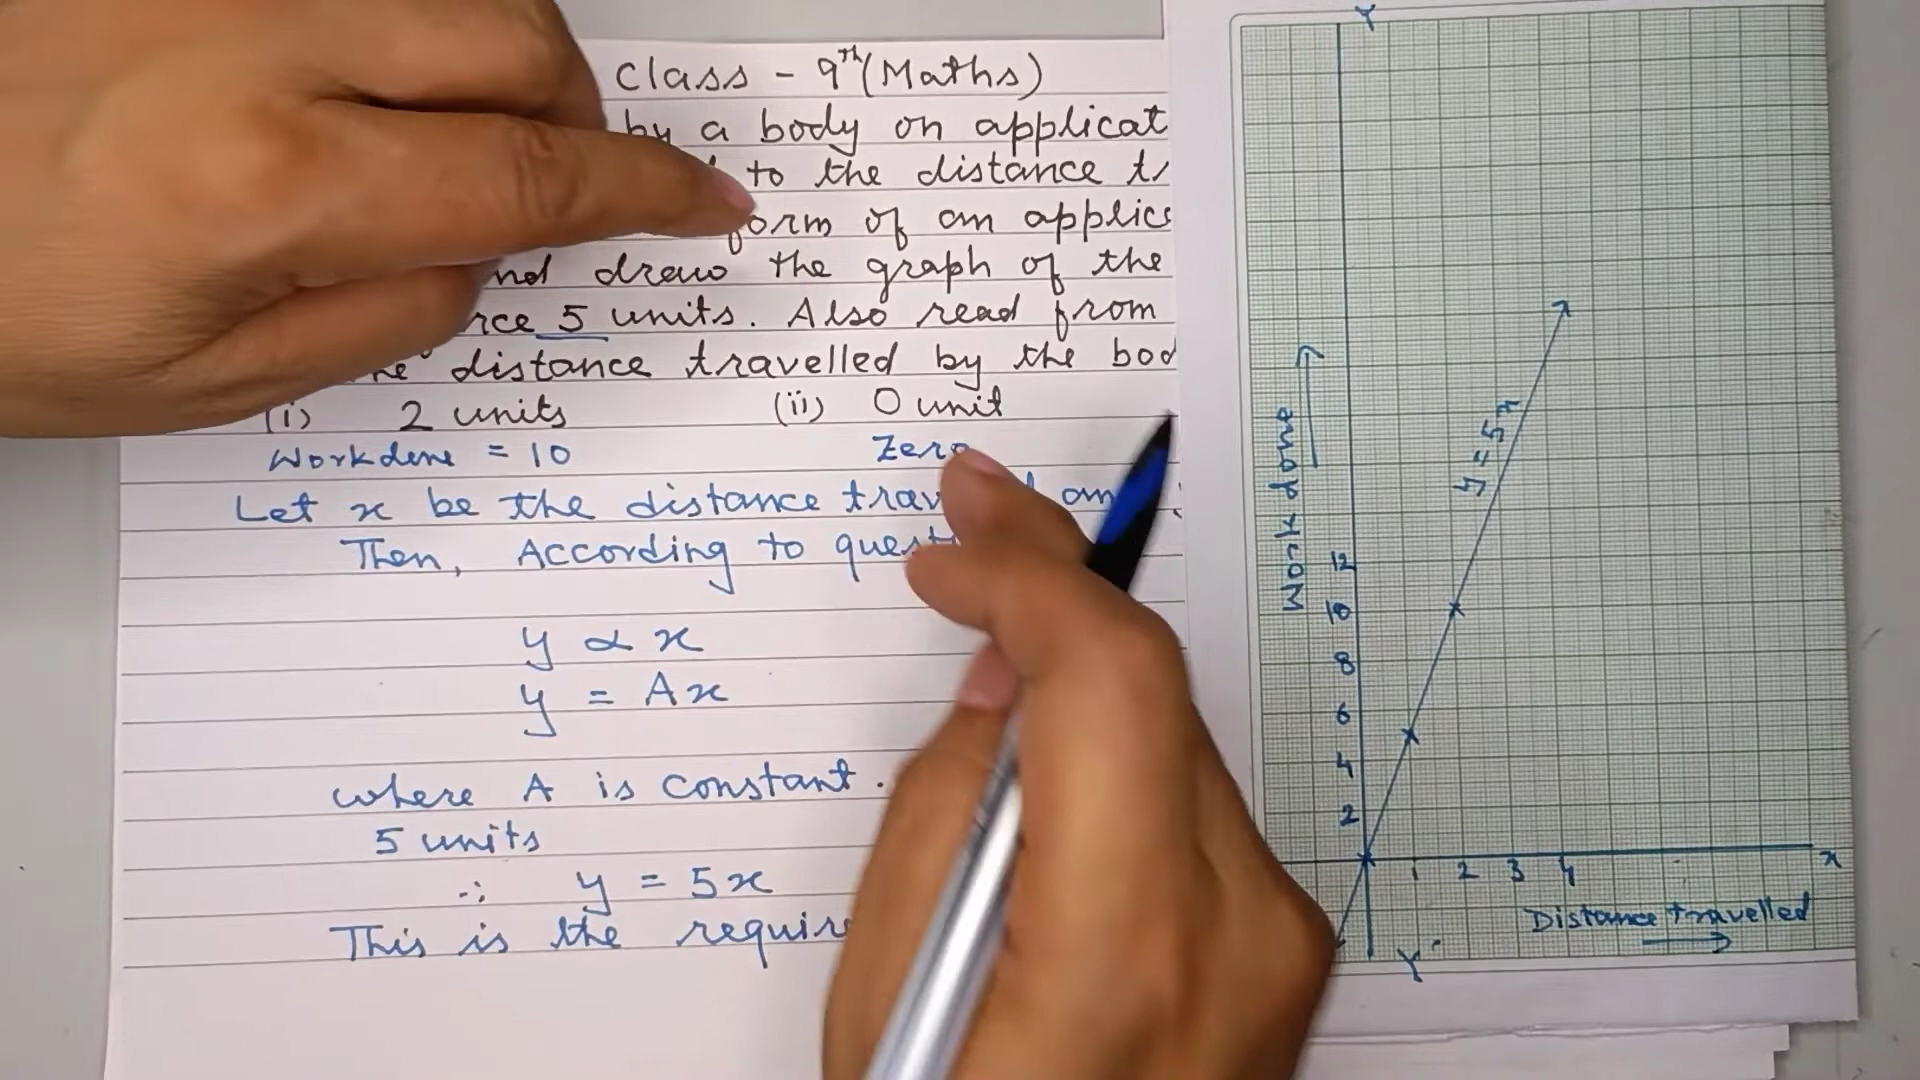 Class - 9th (Maths)
by a body on applicat
to the distance tr
form of an applica
nd draw the graph of the
rce 5 units. Also read from
distance travelled by the bod
(i) 2 units (ii) 0 unit
Workdone = 10 Zero
Let x be the distance trav
Then, According to quest
y α x
y = Ax
where A is constant.
5 units
∴ y = 5x
This is the requir
Y
Work done
y = 5x
12
10
8
6
4
2
1 2 3 4 x
Distance travelled
Y'